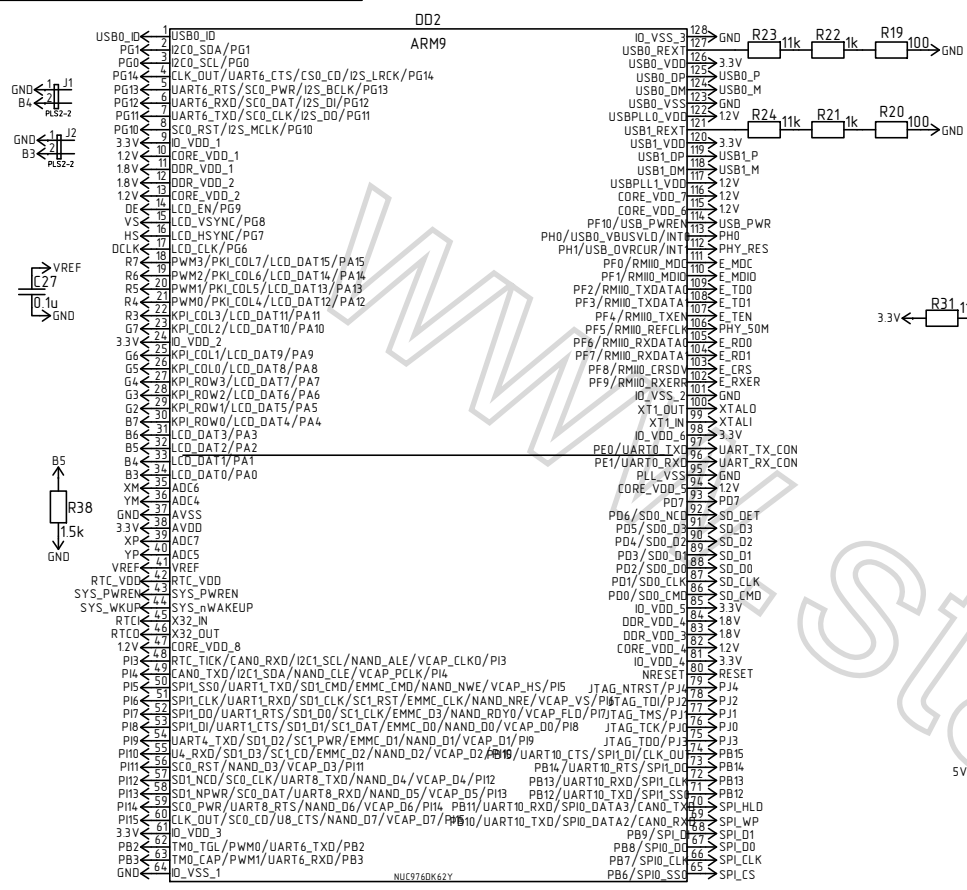 DD2
ARM9
USB0_ID 1 USB0_ID
PG1 2 I2C0_SDA/PG1
PG0 3 I2C0_SCL/PG0
PG14 4 CLK_OUT/UART6_CTS/CS0_CD/I2S_LRCK/PG14
PG13 5 UART6_RTS/SC0_PWR/I2S_BCLK/PG13
PG12 6 UART6_RXD/SC0_DAT/I2S_DI/PG12
PG11 7 UART6_TXD/SC0_CLK/I2S_DO/PG11
PG10 8 SC0_RST/I2S_MCLK/PG10
3.3V 9 IO_VDD_1
1.2V 10 CORE_VDD_1
1.8V 11 DDR_VDD_1
1.8V 12 DDR_VDD_2
1.2V 13 CORE_VDD_2
DE 14 LCD_EN/PG9
VS 15 LCD_VSYNC/PG8
HS 16 LCD_HSYNC/PG7
DCLK 17 LCD_CLK/PG6
R7 18 PWM3/PKI_COL7/LCD_DAT15/PA15
R6 19 PWM2/PKI_COL6/LCD_DAT14/PA14
R5 20 PWM1/PKI_COL5/LCD_DAT13/PA13
R4 21 PWM0/PKI_COL4/LCD_DAT12/PA12
R3 22 KPI_COL3/LCD_DAT11/PA11
G7 23 KPI_COL2/LCD_DAT10/PA10
3.3V 24 IO_VDD_2
G6 25 KPI_COL1/LCD_DAT9/PA9
G5 26 KPI_COL0/LCD_DAT8/PA8
G4 27 KPI_ROW3/LCD_DAT7/PA7
G3 28 KPI_ROW2/LCD_DAT6/PA6
G2 29 KPI_ROW1/LCD_DAT5/PA5
B7 30 KPI_ROW0/LCD_DAT4/PA4
B6 31 LCD_DAT3/PA3
B5 32 LCD_DAT2/PA2
B4 33 LCD_DAT1/PA1
B3 34 LCD_DAT0/PA0
XM 35 ADC6
YM 36 ADC4
GND 37 AVSS
3.3V 38 AVDD
XP 39 ADC7
YP 40 ADC5
VREF 41 VREF
RTC_VDD 42 RTC_VDD
SYS_PWREN 43 SYS_PWREN
SYS_WKUP 44 SYS_nWAKEUP
RTCI 45 X32_IN
RTCO 46 X32_OUT
1.2V 47 CORE_VDD_8
PI3 48 RTC_TICK/CAN0_RXD/I2C1_SCL/NAND_ALE/VCAP_CLKO/PI3
PI4 49 CAN0_TXD/I2C1_SDA/NAND_CLE/VCAP_PCLK/PI4
PI5 50 SPI1_SS0/UART1_TXD/SD1_CMD/EMMC_CMD/NAND_NWE/VCAP_HS/PI5
PI6 51 SPI1_CLK/UART1_RXD/SD1_CLK/SC1_RST/EMMC_CLK/NAND_NRE/VCAP_VS/PI6
PI7 52 SPI1_DO/UART1_RTS/SD1_D0/SC1_CLK/EMMC_D3/NAND_RDY0/VCAP_FLD/PI7
PI8 53 SPI1_DI/UART1_CTS/SD1_D1/SC1_DAT/EMMC_D0/NAND_D0/VCAP_D0/PI8
PI9 54 UART4_TXD/SD1_D2/SC1_PWR/EMMC_D1/NAND_D1/VCAP_D1/PI9
PI10 55 U4_RXD/SD1_D3/SC1_CD/EMMC_D2/NAND_D2/VCAP_D2/PI10
PI11 56 SC0_RST/NAND_D3/VCAP_D3/PI11
PI12 57 SD1_NCD/SC0_CLK/UART8_TXD/NAND_D4/VCAP_D4/PI12
PI13 58 SD1_NPWR/SC0_DAT/UART8_RXD/NAND_D5/VCAP_D5/PI13
PI14 59 SC0_PWR/UART8_RTS/NAND_D6/VCAP_D6/PI14
PI15 60 CLK_OUT/SC0_CD/U8_CTS/NAND_D7/VCAP_D7/PI15
3.3V 61 IO_VDD_3
PB2 62 TM0_TGL/PWM0/UART6_TXD/PB2
PB3 63 TM0_CAP/PWM1/UART6_RXD/PB3
GND 64 IO_VSS_1
NUC976DK62Y
IO_VSS_3 128 GND
USB0_REXT 127
USB0_VDD 126 3.3V
USB0_DP 125 USB0_P
USB0_DM 124 USB0_M
USB0_VSS 123 GND
USBPLL0_VDD 122 1.2V
USB1_REXT 121
USB1_VDD 120 3.3V
USB1_DP 119 USB1_P
USB1_DM 118 USB1_M
USBPLL1_VDD 117 1.2V
CORE_VDD_7 116 1.2V
CORE_VDD_6 115 1.2V
PF10/USB_PWREN 114 USB_PWR
PH0/USB0_VBUSVLD/INT0 113 PH0
PH1/USB_OVRCUR/INT1 112 PHY_RES
PF0/RMII0_MDC 111 E_MDC
PF1/RMII0_MDIO 110 E_MDIO
PF2/RMII0_TXDATA0 109 E_TD0
PF3/RMII0_TXDATA1 108 E_TD1
PF4/RMII0_TXEN 107 E_TEN
PF5/RMII0_REFCLK 106 PHY_50M
PF6/RMII0_RXDATA0 105 E_RD0
PF7/RMII0_RXDATA1 104 E_RD1
PF8/RMII0_CRSDV 103 E_CRS
PF9/RMII0_RXERR 102 E_RXER
IO_VSS_2 101 GND
XT1_OUT 100 XTALO
XT1_IN 99 XTALI
IO_VDD_6 98 3.3V
PE0/UART0_TXD 97 UART_TX_CON
PE1/UART0_RXD 96 UART_RX_CON
PLL_VSS 95 GND
CORE_VDD_5 94 1.2V
PD7 93 PD7
PD6/SD0_NCD 92 SD_DET
PD5/SD0_D3 91 SD_D3
PD4/SD0_D2 90 SD_D2
PD3/SD0_D1 89 SD_D1
PD2/SD0_D0 88 SD_D0
PD1/SD0_CLK 87 SD_CLK
PD0/SD0_CMD 86 SD_CMD
IO_VDD_5 85 3.3V
DDR_VDD_4 84 1.8V
DDR_VDD_3 83 1.8V
CORE_VDD_4 82 1.2V
IO_VDD_4 81 3.3V
NRESET 80 RESET
JTAG_NTRST/PJ4 79 PJ4
JTAG_TDI/PJ2 78 PJ2
JTAG_TMS/PJ1 77 PJ1
JTAG_TCK/PJ0 76 PJ0
JTAG_TDO/PJ3 75 PJ3
PB15/UART10_CTS/SPI1_DI/CLK_OUT 74 PB15
PB14/UART10_RTS/SPI1_DO 73 PB14
PB13/UART10_RXD/SPI1_CLK 72 PB13
PB12/UART10_TXD/SPI1_SS0 71 PB12
PB11/UART10_RXD/SPI0_DATA3/CAN0_TXD 70 SPI_HLD
PB10/UART10_TXD/SPI0_DATA2/CAN0_RXD 69 SPI_WP
PB9/SPI_DI 68 SPI_D1
PB8/SPI0_DO 67 SPI_D0
PB7/SPI0_CLK 66 SPI_CLK
PB6/SPI0_SS0 65 SPI_CS
GND 1 J1
B4 2
PLS2-2
GND 1 J2
B3 2
PLS2-2
VREF
C27
0.1u
GND
B5
R38
1.5k
GND
R23 11k R22 1k R19 100 GND
R24 11k R21 1k R20 100 GND
3.3V R31
5V
www.st